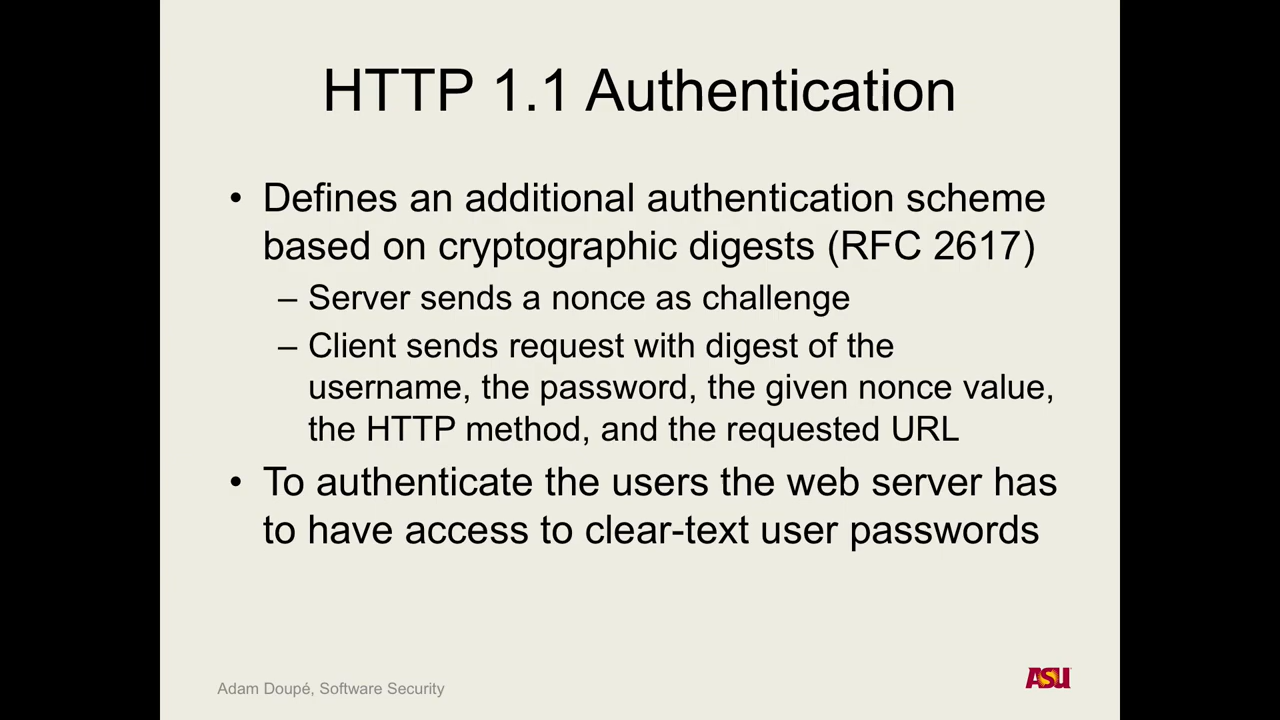 HTTP 1.1 Authentication
• Defines an additional authentication scheme
based on cryptographic digests (RFC 2617)
– Server sends a nonce as challenge
– Client sends request with digest of the
username, the password, the given nonce value,
the HTTP method, and the requested URL
• To authenticate the users the web server has
to have access to clear-text user passwords
Adam Doupé, Software Security
ASU